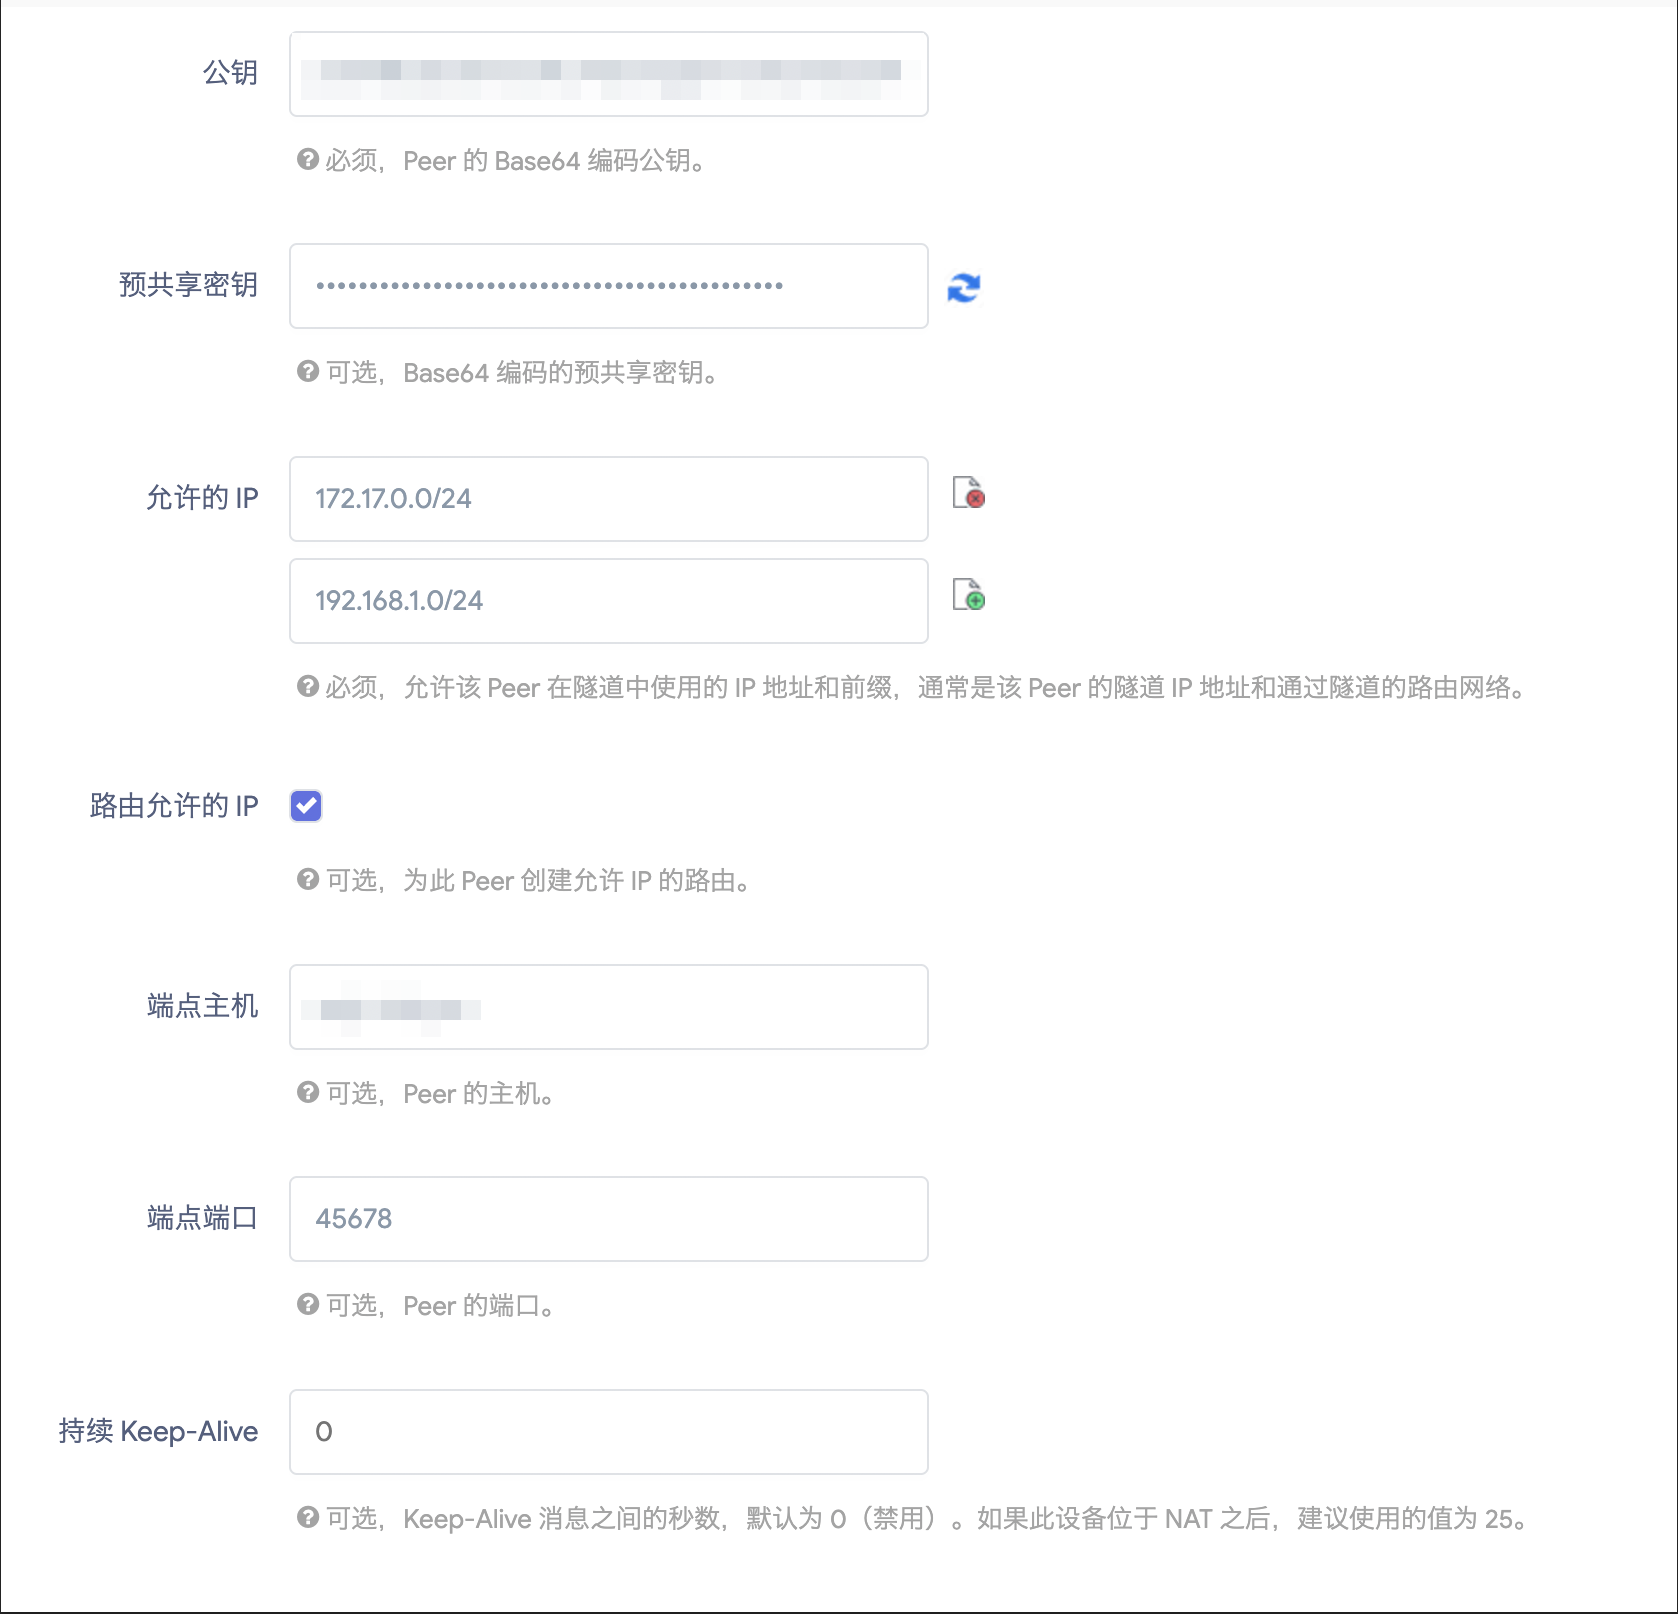 公钥
必须，Peer 的 Base64 编码公钥。
预共享密钥
可选，Base64 编码的预共享密钥。
允许的 IP
172.17.0.0/24
192.168.1.0/24
必须，允许该 Peer 在隧道中使用的 IP 地址和前缀，通常是该 Peer 的隧道 IP 地址和通过隧道的路由网络。
路由允许的 IP
可选，为此 Peer 创建允许 IP 的路由。
端点主机
可选，Peer 的主机。
端点端口
45678
可选，Peer 的端口。
持续 Keep-Alive
0
可选，Keep-Alive 消息之间的秒数，默认为 0（禁用）。如果此设备位于 NAT 之后，建议使用的值为 25。